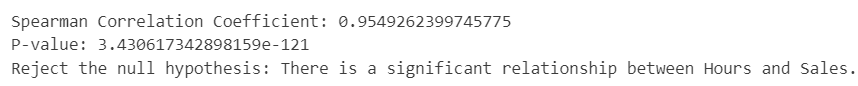 Spearman Correlation Coefficient: 0.9549262399745775
P-value: 3.430617342898159e-121
Reject the null hypothesis: There is a significant relationship between Hours and Sales.